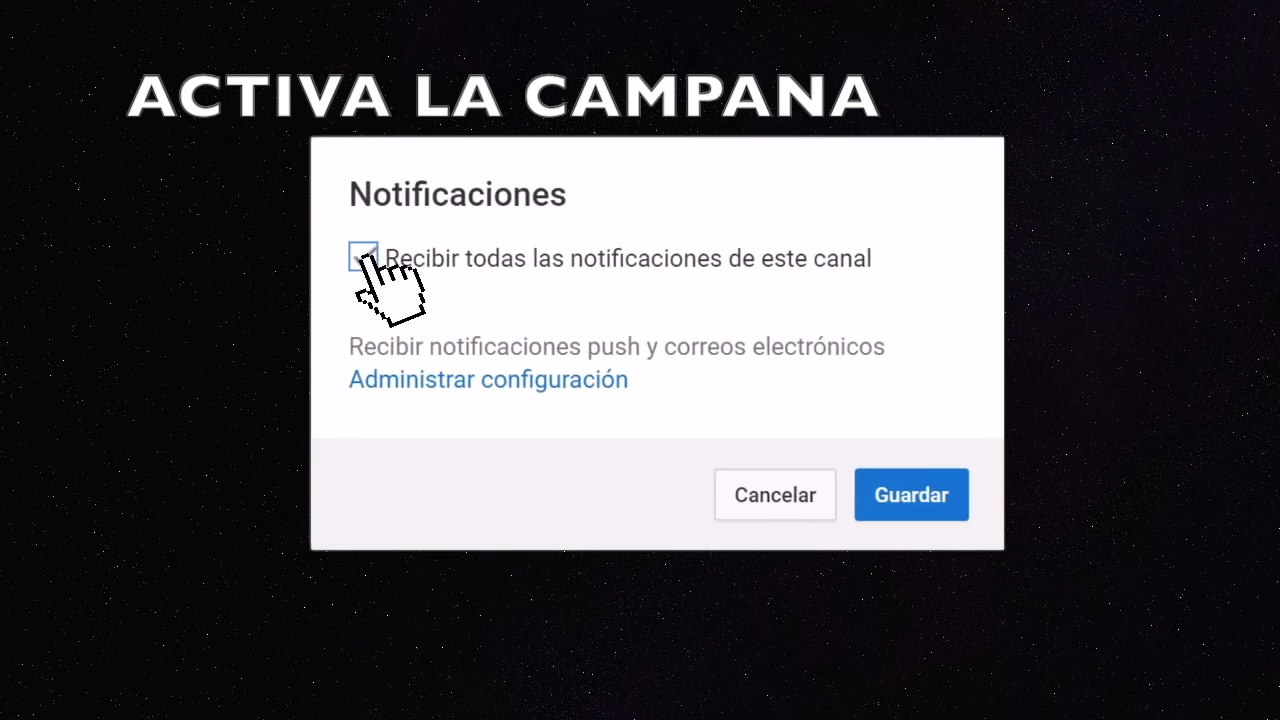 ACTIVA LA CAMPANA
Notificaciones
Recibir todas las notificaciones de este canal
Recibir notificaciones push y correos electrónicos
Administrar configuración
Cancelar
Guardar